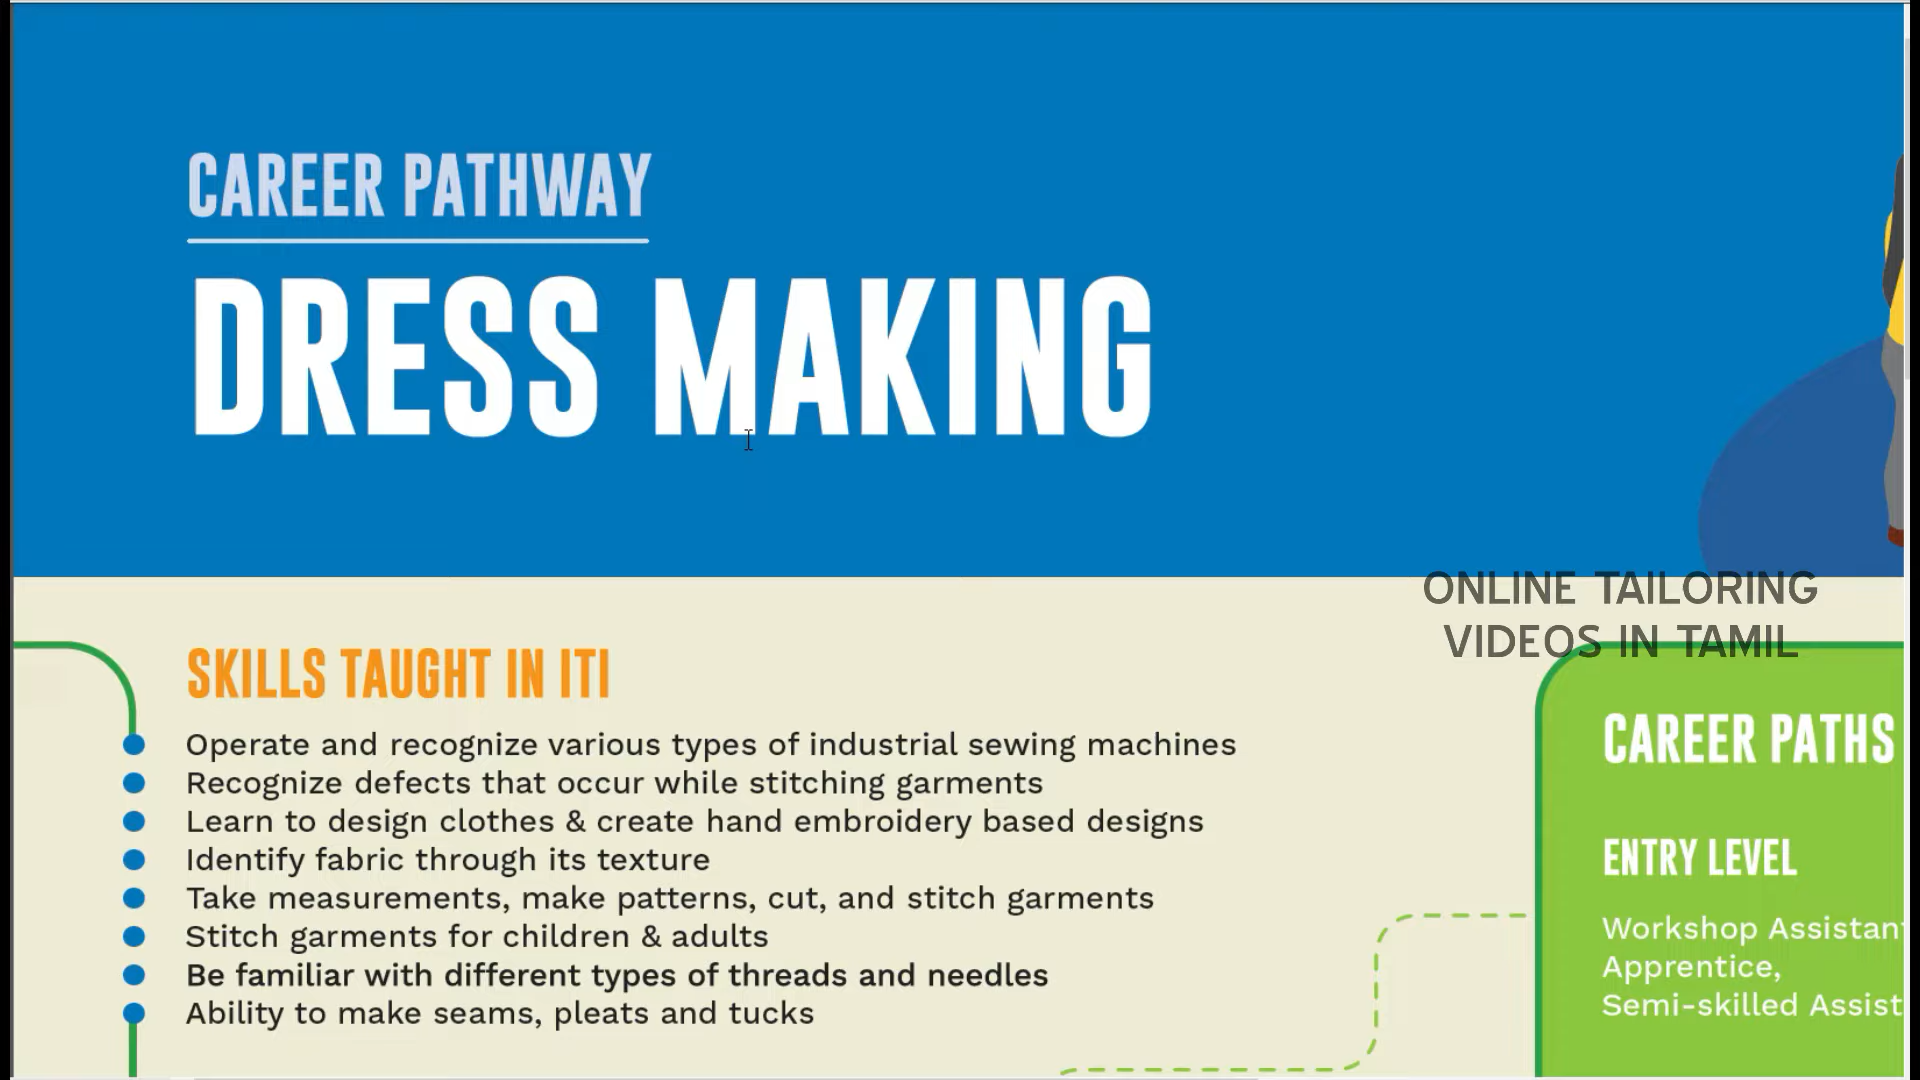 CAREER PATHWAY
DRESS MAKING
ONLINE TAILORING
VIDEOS IN TAMIL
SKILLS TAUGHT IN ITI
Operate and recognize various types of industrial sewing machines
Recognize defects that occur while stitching garments
Learn to design clothes & create hand embroidery based designs
Identify fabric through its texture
Take measurements, make patterns, cut, and stitch garments
Stitch garments for children & adults
Be familiar with different types of threads and needles
Ability to make seams, pleats and tucks
CAREER PATHS
ENTRY LEVEL
Workshop Assistant
Apprentice,
Semi-skilled Assist